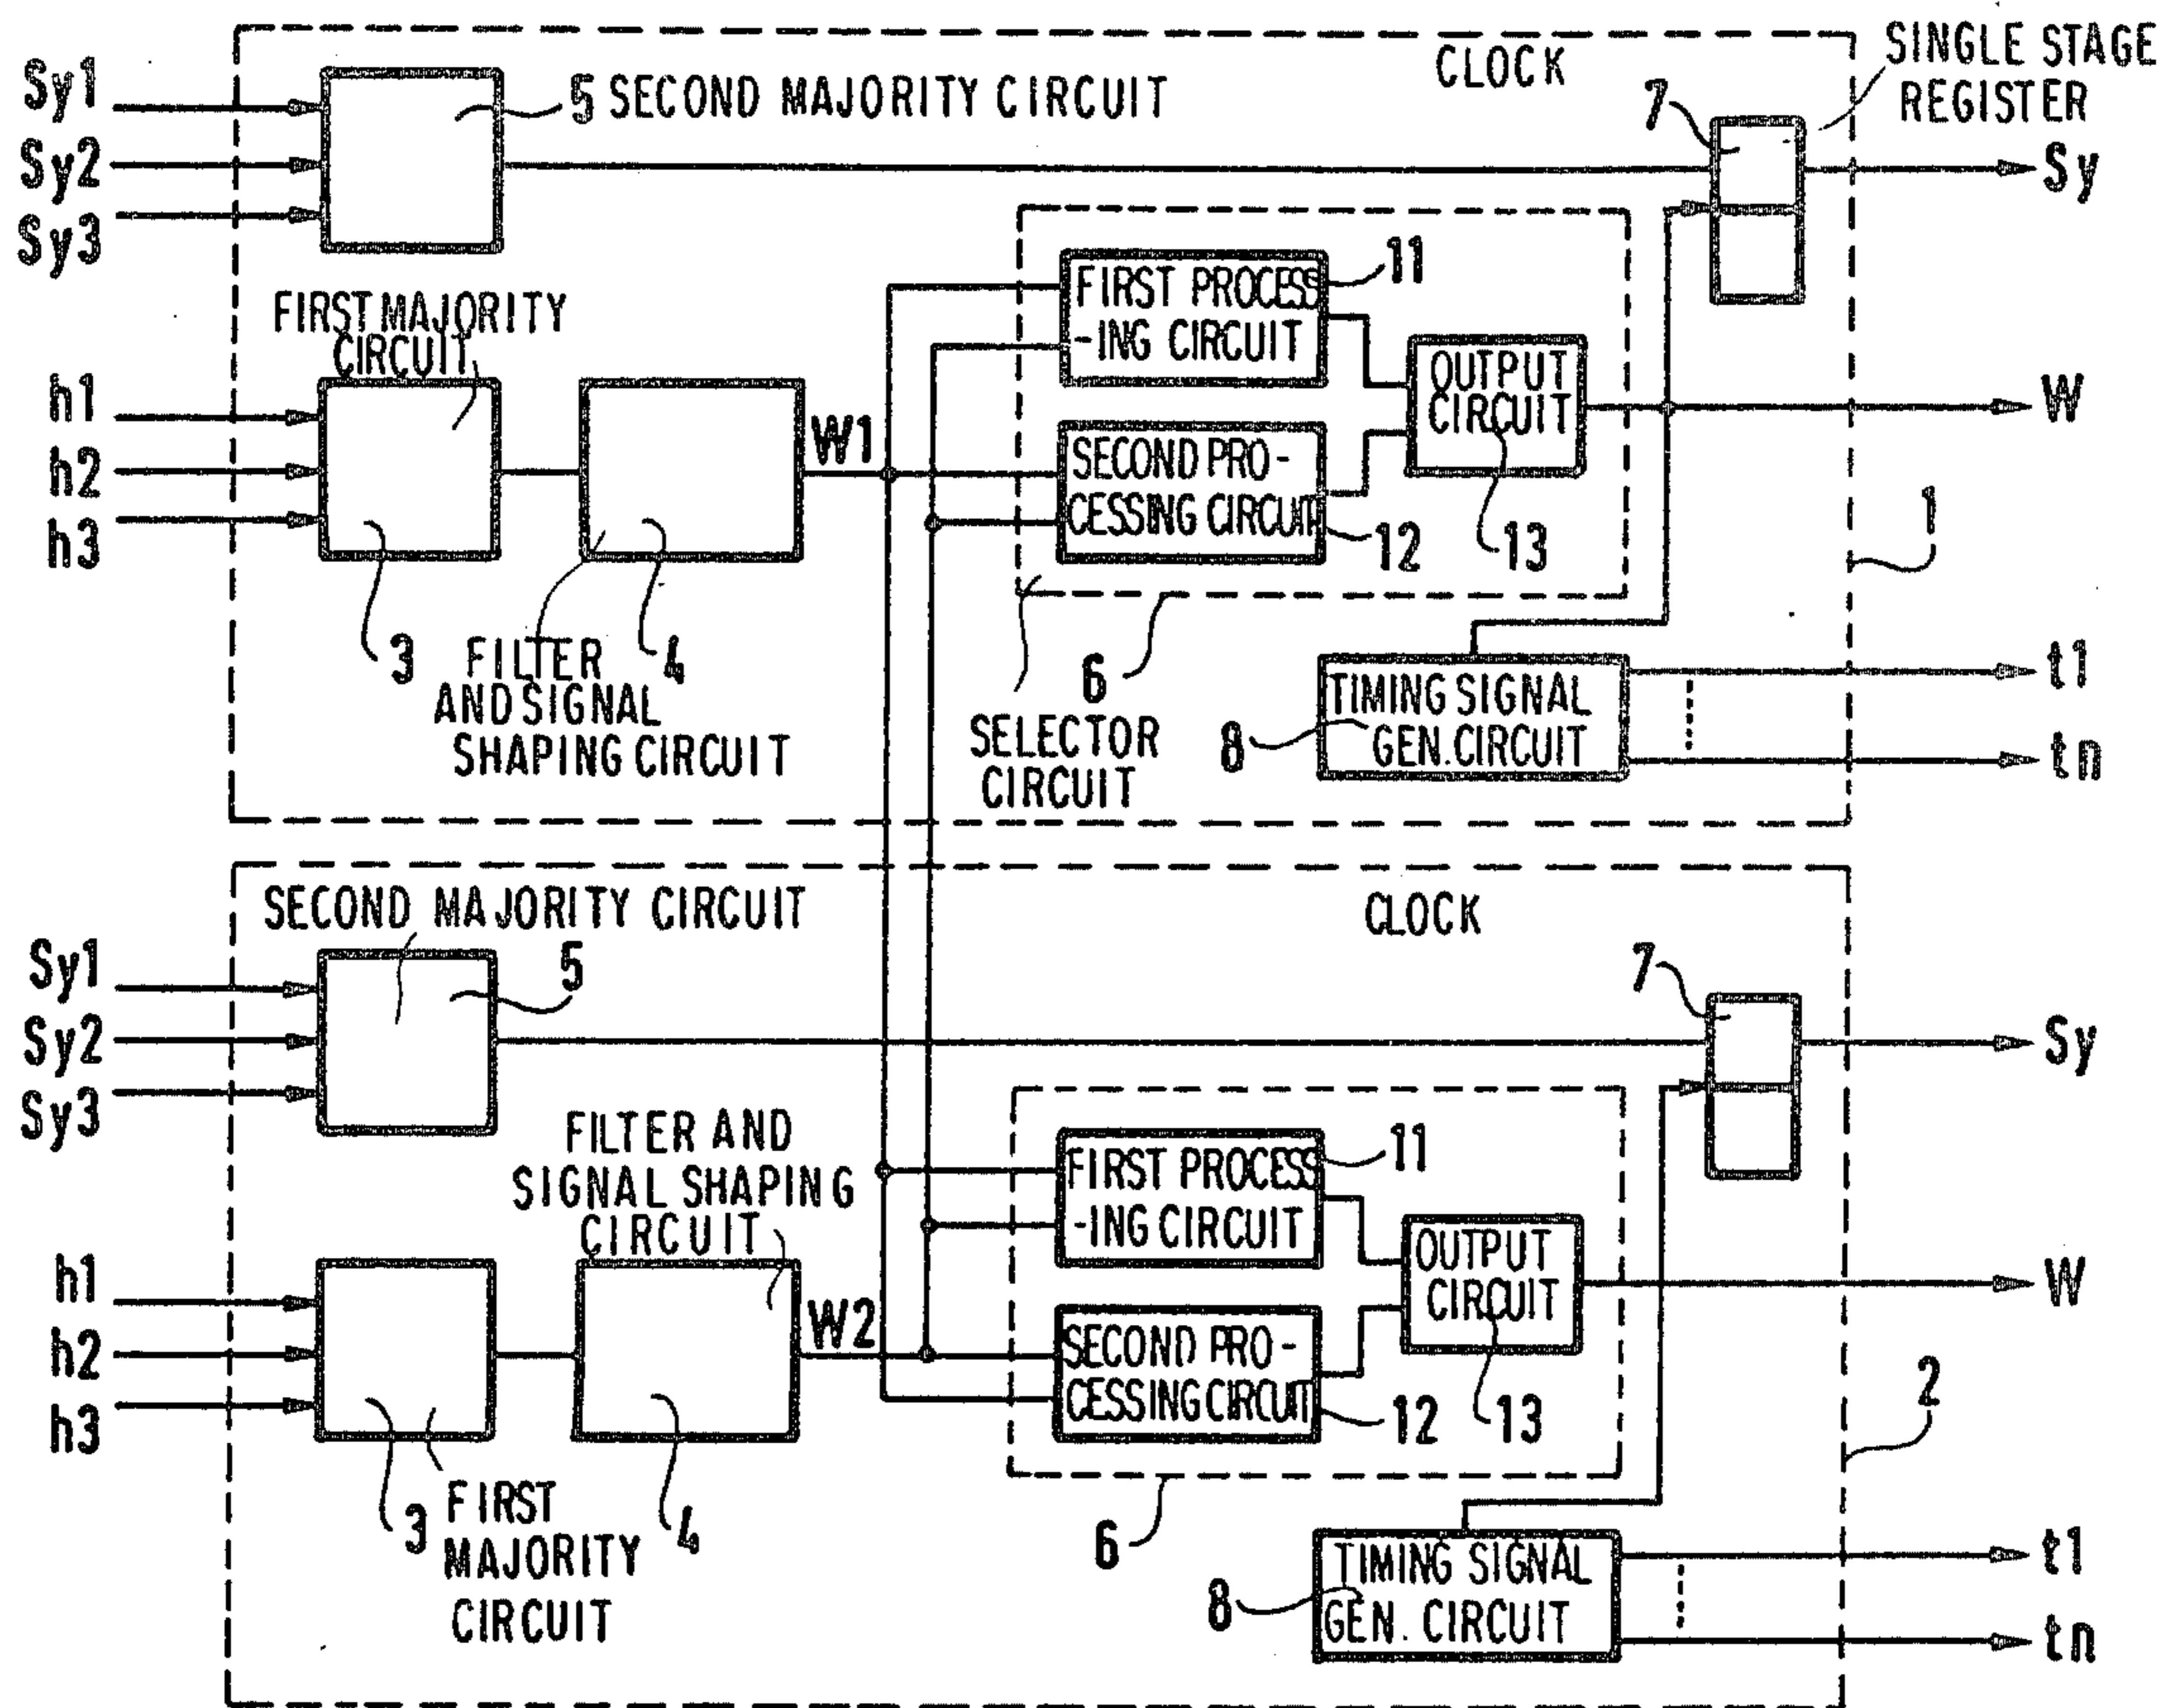 CLOCK
SINGLE STAGE
REGISTER
Sy1
Sy2
Sy3
5 SECOND MAJORITY CIRCUIT
7
Sy
FIRST MAJORITY
CIRCUIT
h1
h2
h3
3
FILTER
AND SIGNAL
SHAPING CIRCUIT
4
W1
FIRST PROCESS
-ING CIRCUIT
11
SECOND PRO-
CESSING CIRCUIT
12
OUTPUT
CIRCUIT
13
W
1
6
SELECTOR
CIRCUIT
TIMING SIGNAL
GEN. CIRCUIT
8
t1
tn
SECOND MAJORITY CIRCUIT
CLOCK
Sy1
Sy2
Sy3
5
7
Sy
FILTER AND
SIGNAL SHAPING
CIRCUIT
h1
h2
h3
3
FIRST
MAJORITY
CIRCUIT
4
W2
FIRST PROCESS
-ING CIRCUIT
11
SECOND PRO-
CESSING CIRCUIT
12
OUTPUT
CIRCUIT
13
W
2
6
TIMING SIGNAL
GEN. CIRCUIT
8
t1
tn